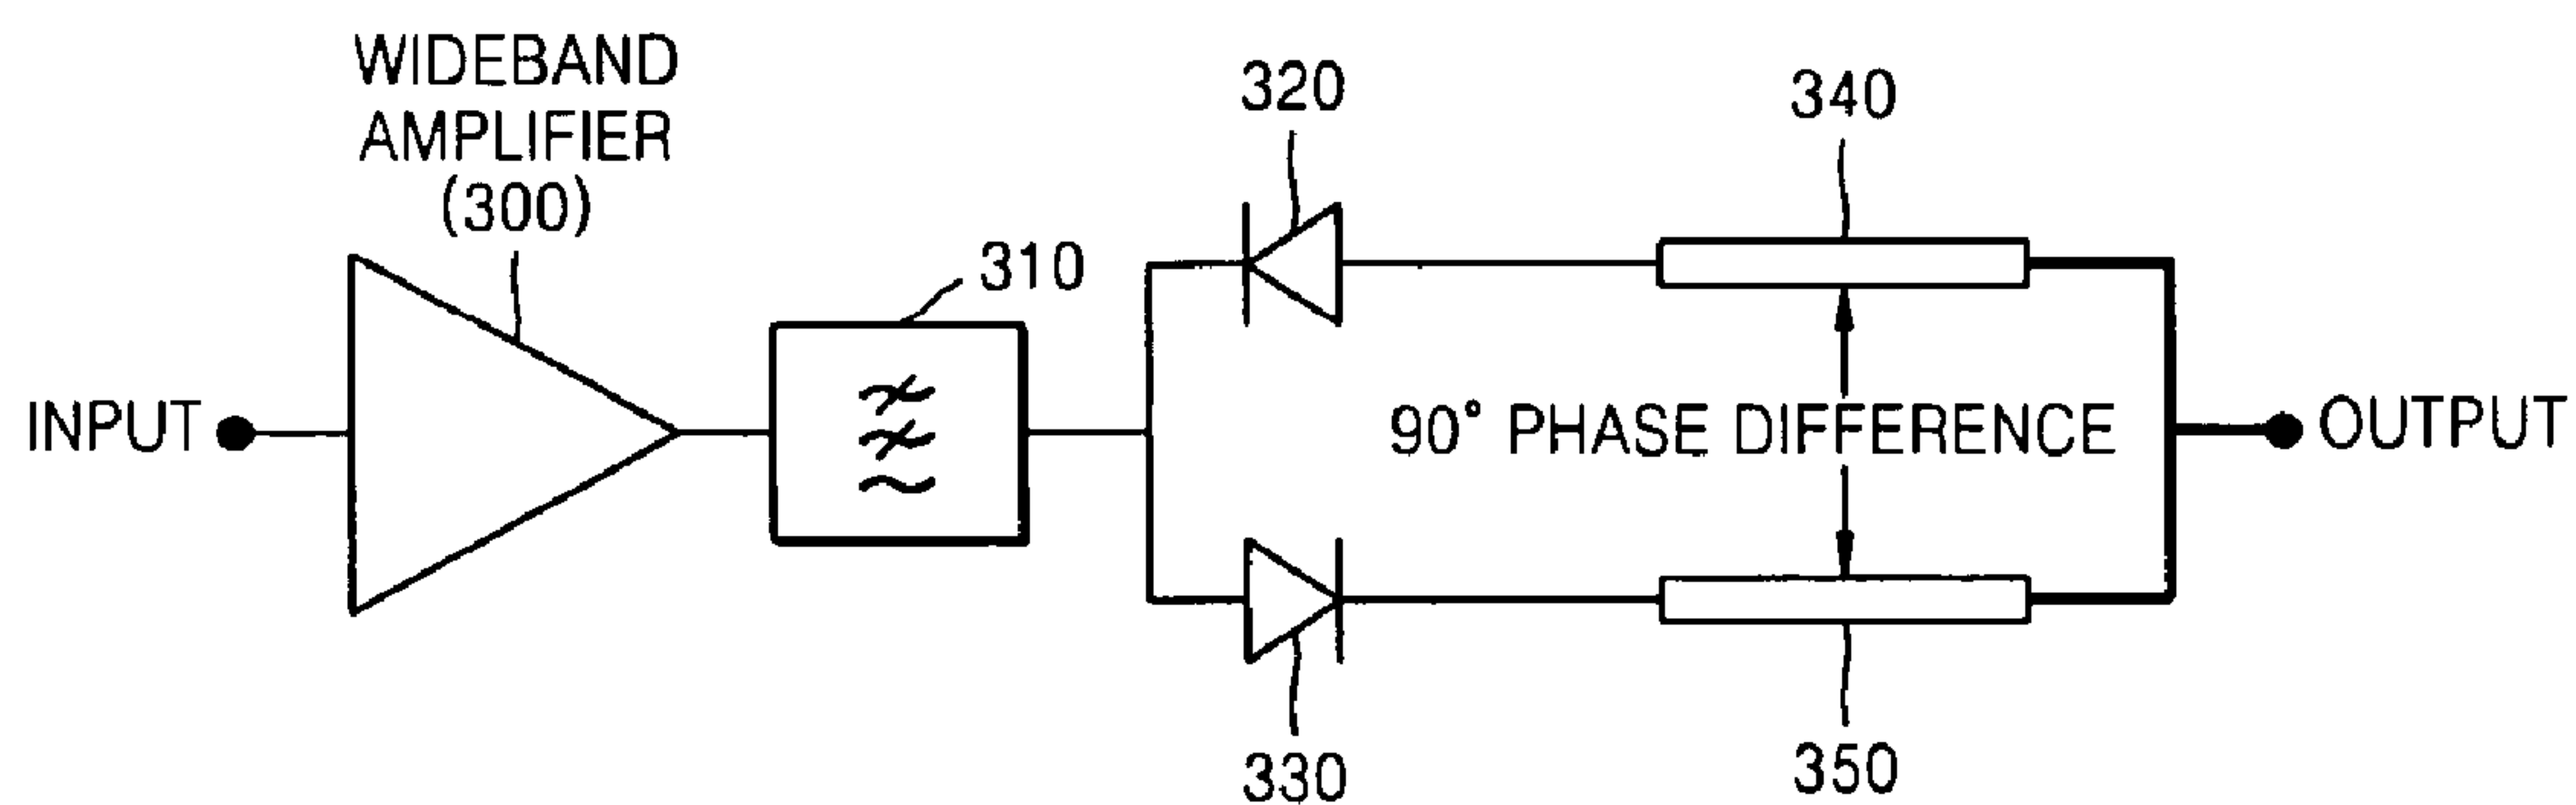 WIDEBAND
AMPLIFIER
(300)
310
320
340
INPUT
90° PHASE DIFFERENCE
OUTPUT
330
350